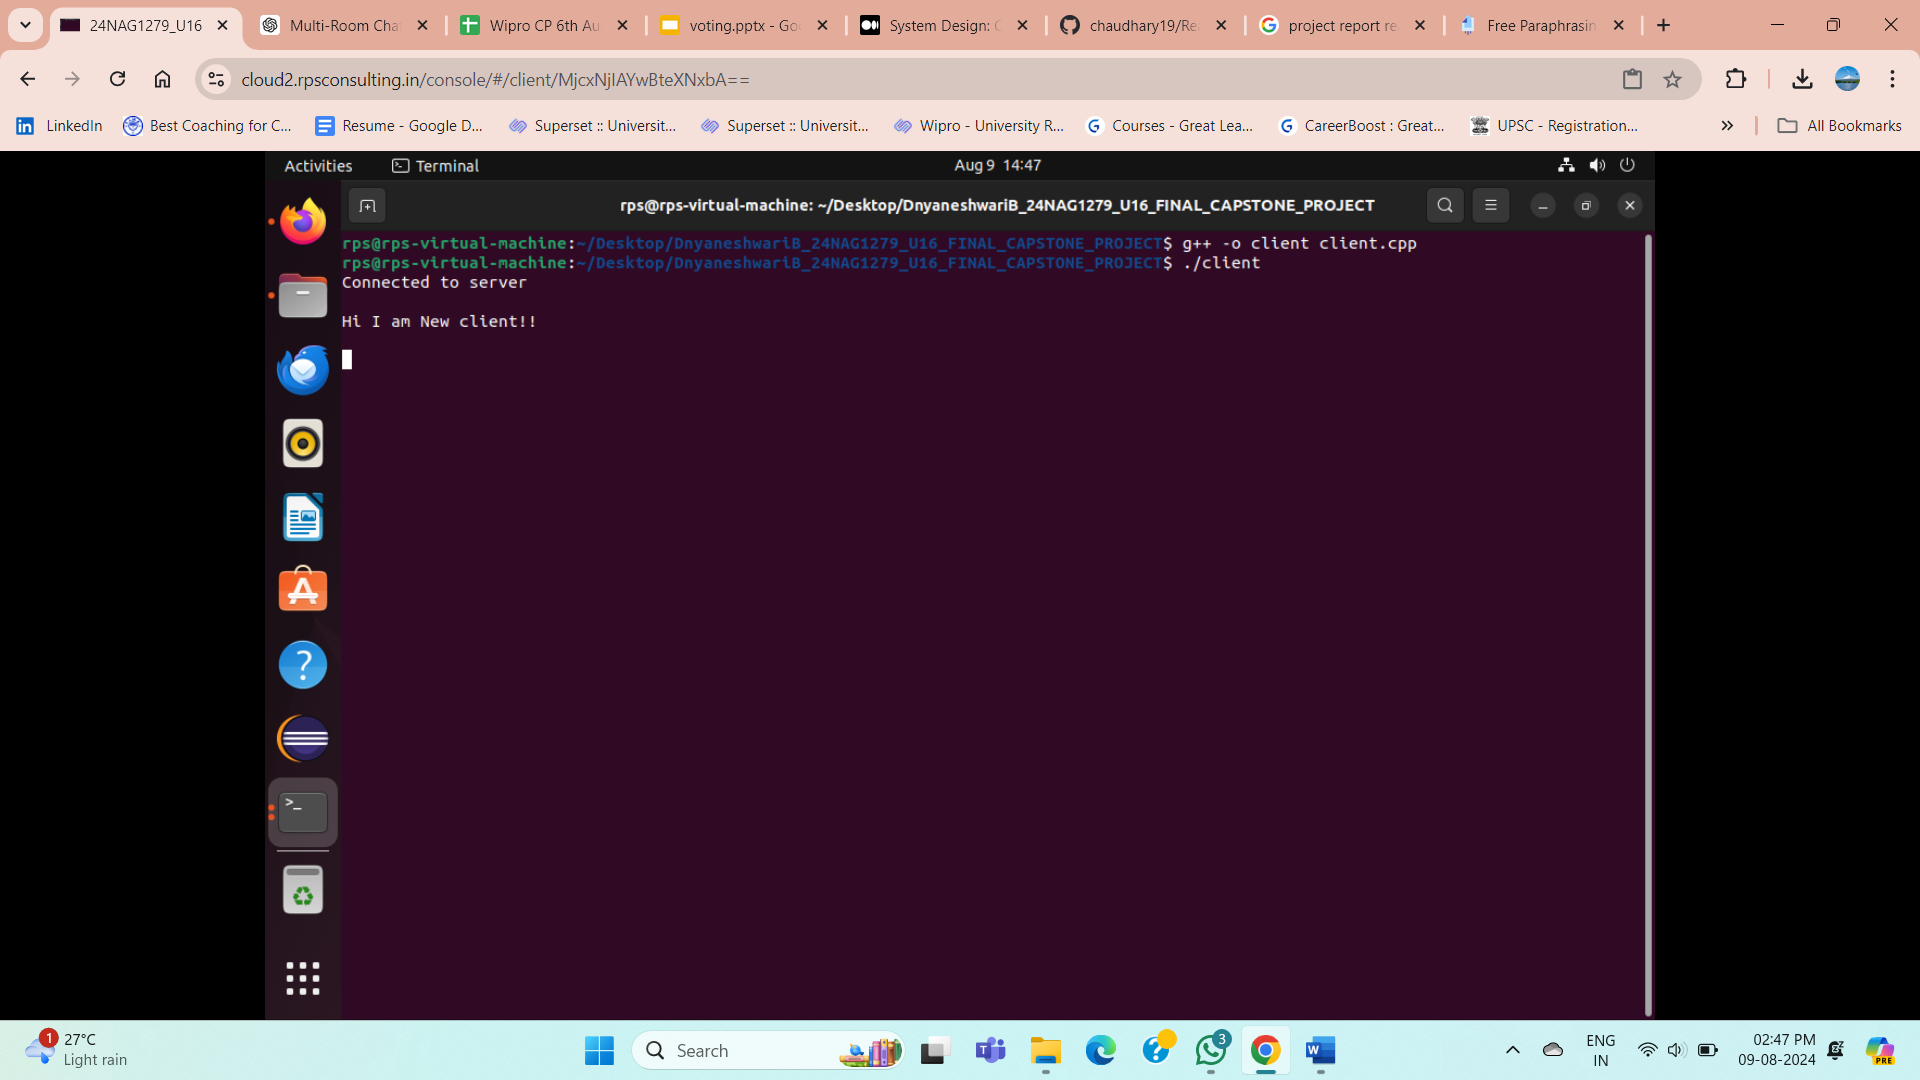 24NAG1279_U16
Multi-Room Cha
Wipro CP 6th Au
voting.pptx - Go
System Design: C
chaudhary19/Re
project report re
Free Paraphrasin
cloud2.rpsconsulting.in/console/#/client/MjcxNjIAYwBteXNxbA==
LinkedIn
Best Coaching for C...
Resume - Google D...
Superset :: Universit...
Superset :: Universit...
Wipro - University R...
Courses - Great Lea...
CareerBoost : Great...
UPSC - Registration...
All Bookmarks
Activities
Terminal
Aug 9 14:47
rps@rps-virtual-machine: ~/Desktop/DnyaneshwariB_24NAG1279_U16_FINAL_CAPSTONE_PROJECT
rps@rps-virtual-machine:~/Desktop/DnyaneshwariB_24NAG1279_U16_FINAL_CAPSTONE_PROJECT$ g++ -o client client.cpp
rps@rps-virtual-machine:~/Desktop/DnyaneshwariB_24NAG1279_U16_FINAL_CAPSTONE_PROJECT$ ./client
Connected to server
Hi I am New client!!
1
27°C
Light rain
Search
3
ENG
IN
02:47 PM
09-08-2024
PRE